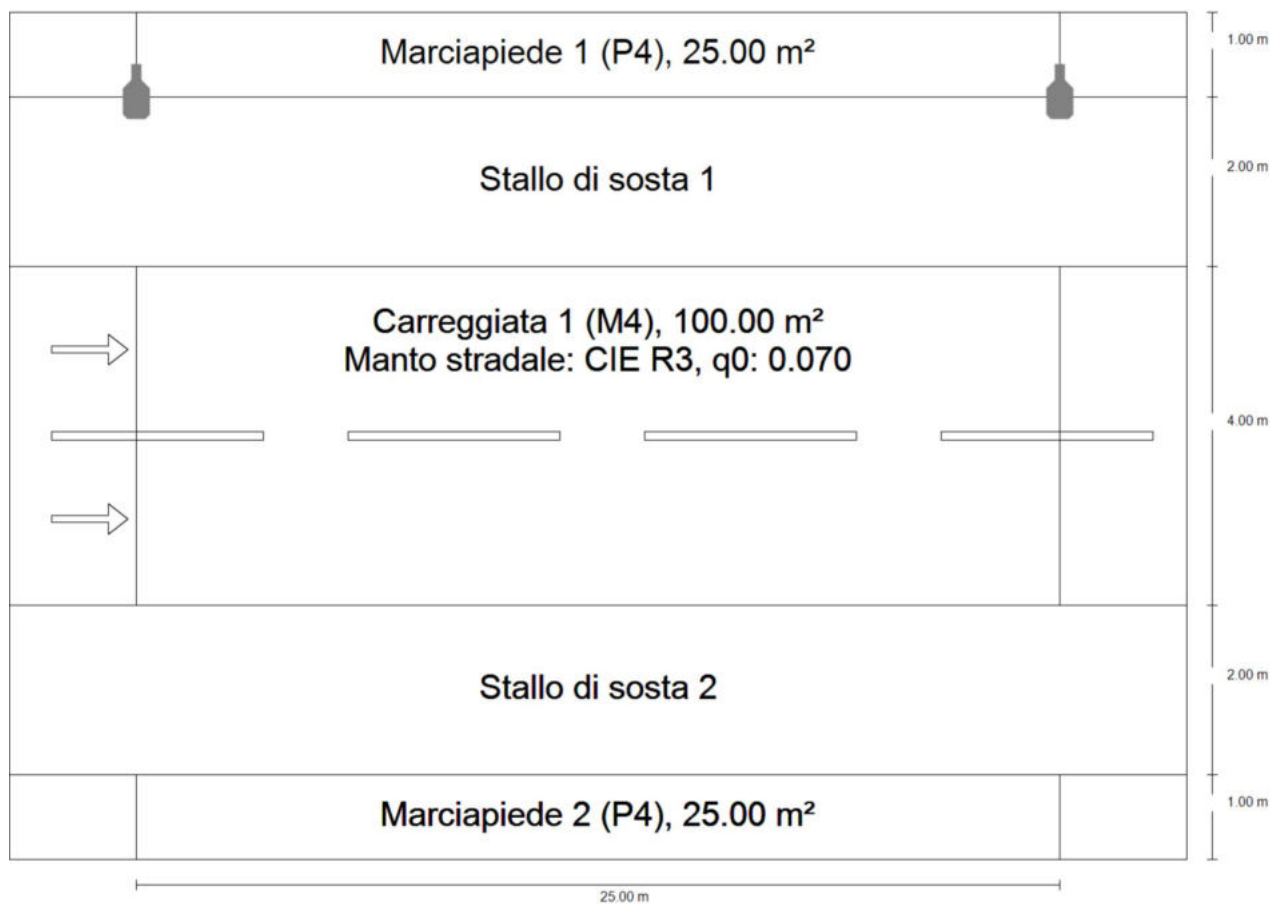 Marciapiede 1 (P4), 25.00 m²
1.00 m
Stallo di sosta 1
2.00 m
Carreggiata 1 (M4), 100.00 m²
Manto stradale: CIE R3, q0: 0.070
4.00 m
Stallo di sosta 2
2.00 m
Marciapiede 2 (P4), 25.00 m²
1.00 m
25.00 m